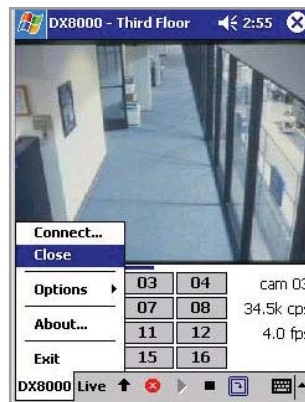 DX8000 - Third Floor 2:55
Connect...
Close
Options
About...
Exit
03 04 cam 03
07 08 34.5k cps
11 12 4.0 fps
15 16
DX8000 Live